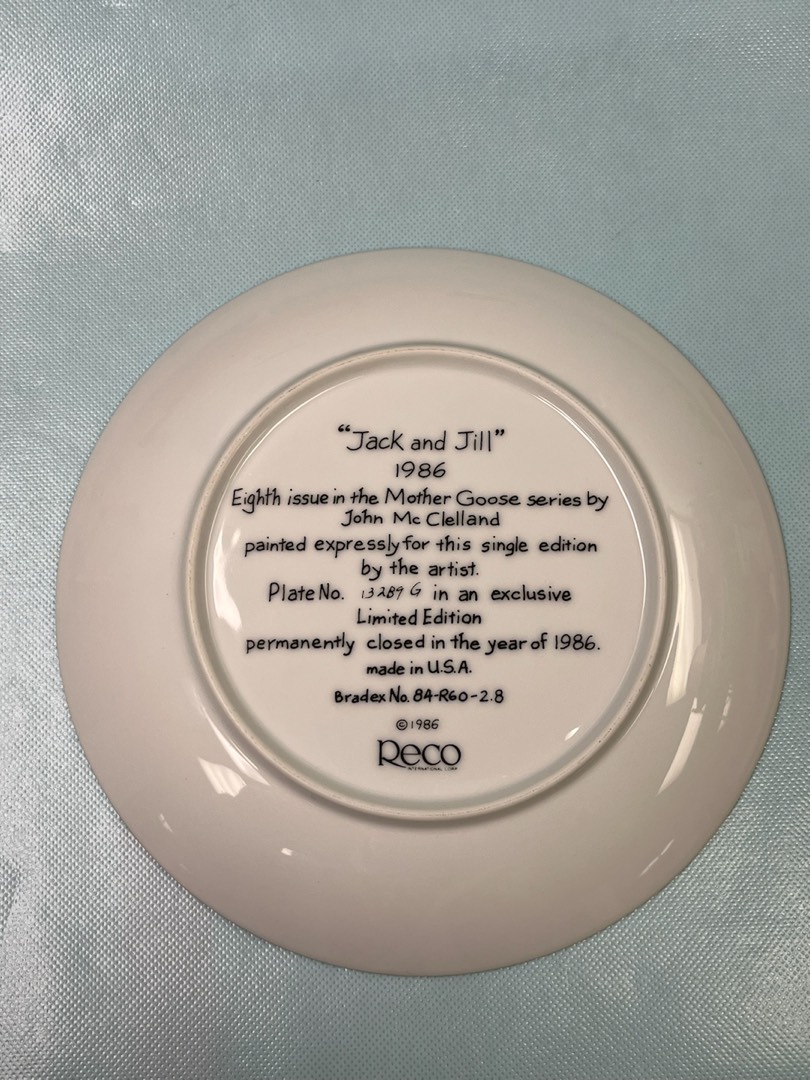 “Jack and Jill”
1986
Eighth issue in the Mother Goose series by
John McClelland
painted expressly for this single edition
by the artist.
Plate No. 13289 G in an exclusive
Limited Edition
permanently closed in the year of 1986.
made in U.S.A.
Bradex No. 84-R60-2.8
©1986
Reco
INTERNATIONAL CORP.